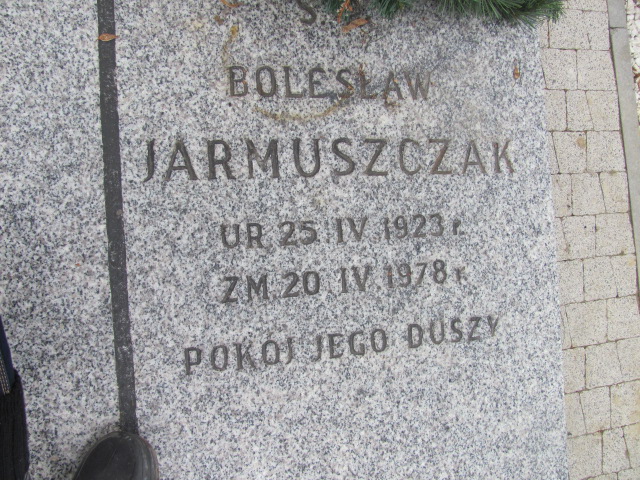 BOLESŁAW
JARMUSZCZAK
UR 25 IV 1923 r.
ZM. 20 IV 1978 r.
POKÓJ JEGO DUSZY